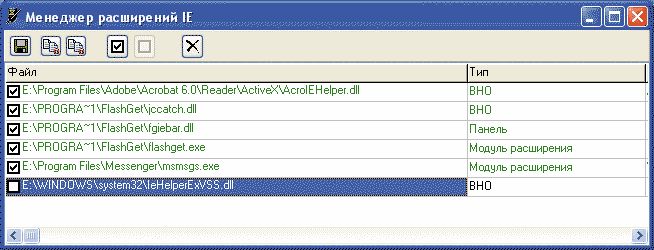 Менеджер расширений IE
Файл Тип
E:\Program Files\Adobe\Acrobat 6.0\Reader\ActiveX\AcroIEHelper.dll BHO
E:\PROGRA~1\FlashGet\jccatch.dll BHO
E:\PROGRA~1\FlashGet\fgiebar.dll Панель
E:\PROGRA~1\FlashGet\flashget.exe Модуль расширения
E:\Program Files\Messenger\msmsgs.exe Модуль расширения
E:\WINDOWS\system32\IeHelperExVSS.dll BHO